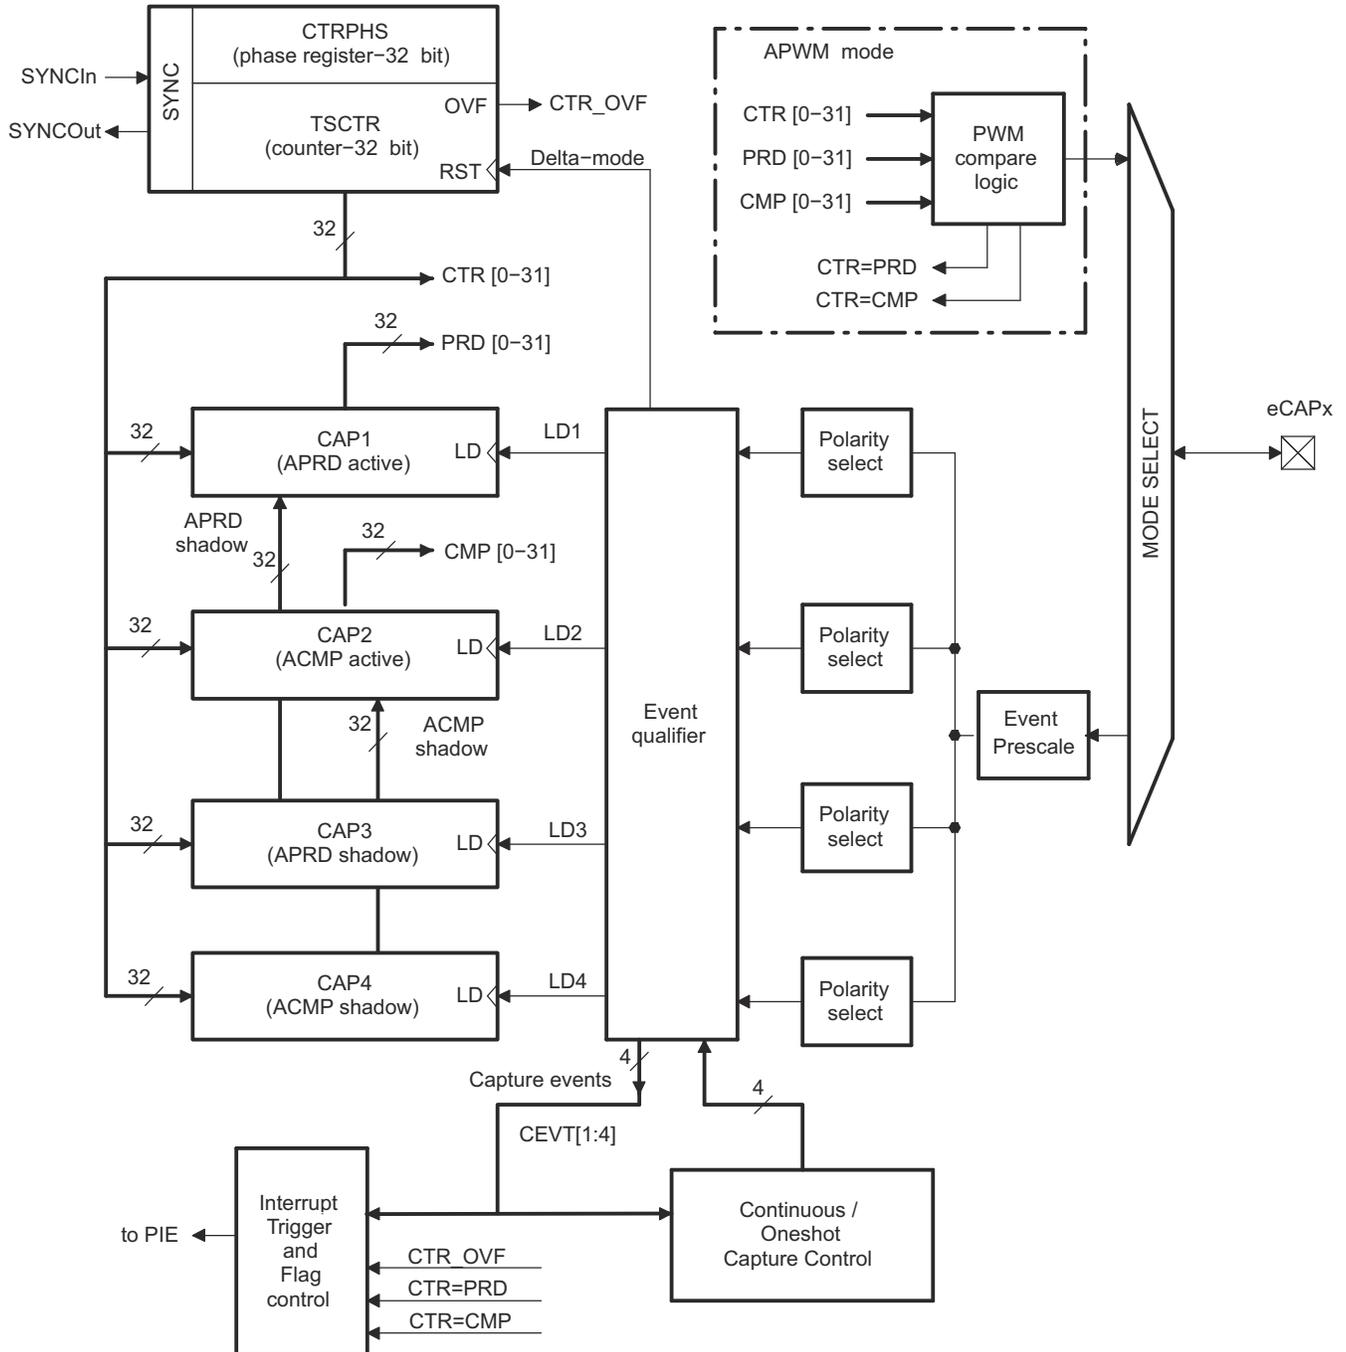 CTRPHS
(phase register−32 bit)
SYNCIn
SYNC
SYNCOut
OVF
CTR_OVF
TSCTR
(counter−32 bit)
RST
Delta−mode
APWM mode
CTR [0−31]
PRD [0−31]
CMP [0−31]
PWM
compare
logic
CTR=PRD
CTR=CMP
32
CTR [0−31]
32
PRD [0−31]
32
CAP1
(APRD active)
LD
LD1
Polarity
select
MODE SELECT
eCAPx
APRD
shadow
32
32
CMP [0−31]
32
CAP2
(ACMP active)
LD
LD2
Polarity
select
32
ACMP
shadow
Event
qualifier
Event
Prescale
32
CAP3
(APRD shadow)
LD
LD3
Polarity
select
32
CAP4
(ACMP shadow)
LD
LD4
Polarity
select
4
Capture events
4
CEVT[1:4]
Interrupt
Trigger
and
Flag
control
to PIE
Continuous /
Oneshot
Capture Control
CTR_OVF
CTR=PRD
CTR=CMP